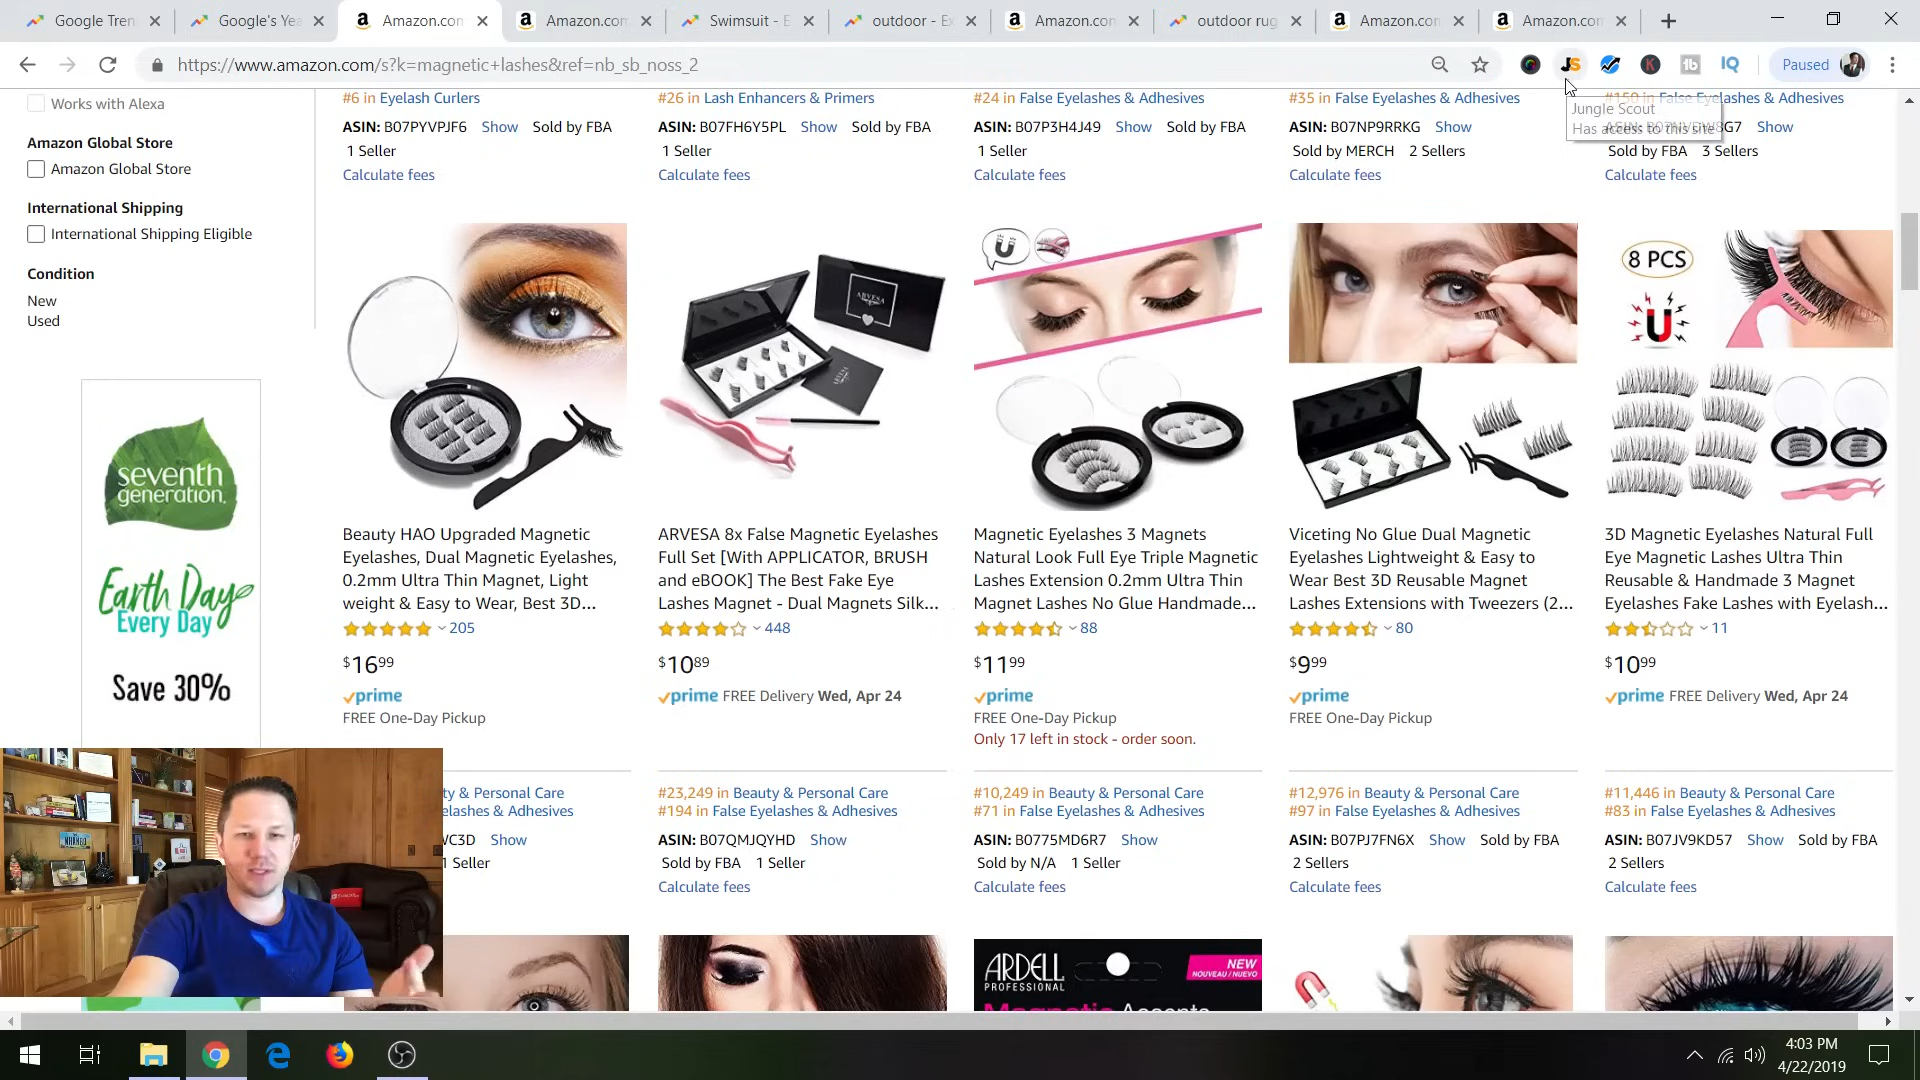 Google Tren
Google's Yea
Amazon.con
Amazon.con
Swimsuit - E
outdoor - Ex
Amazon.con
outdoor rug
Amazon.con
Amazon.con
https://www.amazon.com/s?k=magnetic+lashes&ref=nb_sb_noss_2
JS
K
tb
IQ
Paused
Jungle Scout
Has access to this site
Works with Alexa
Amazon Global Store
Amazon Global Store
International Shipping
International Shipping Eligible
Condition
New
Used
seventh
generation.
Earth Day
Every Day
Save 30%
#6 in Eyelash Curlers
ASIN: B07PYVPJF6 Show Sold by FBA
1 Seller
Calculate fees
#26 in Lash Enhancers & Primers
ASIN: B07FH6Y5PL Show Sold by FBA
1 Seller
Calculate fees
#24 in False Eyelashes & Adhesives
ASIN: B07P3H4J49 Show Sold by FBA
1 Seller
Calculate fees
#35 in False Eyelashes & Adhesives
ASIN: B07NP9RRKG Show
Sold by MERCH 2 Sellers
Calculate fees
#150 in False Eyelashes & Adhesives
Show
Sold by FBA 3 Sellers
Calculate fees
ARVESA
8 PCS
Beauty HAO Upgraded Magnetic
Eyelashes, Dual Magnetic Eyelashes,
0.2mm Ultra Thin Magnet, Light
weight & Easy to Wear, Best 3D...
205
$1699
prime
FREE One-Day Pickup
ARVESA 8x False Magnetic Eyelashes
Full Set [With APPLICATOR, BRUSH
and eBOOK] The Best Fake Eye
Lashes Magnet - Dual Magnets Silk...
448
$1089
prime FREE Delivery Wed, Apr 24
Magnetic Eyelashes 3 Magnets
Natural Look Full Eye Triple Magnetic
Lashes Extension 0.2mm Ultra Thin
Magnet Lashes No Glue Handmade...
88
$1199
prime
FREE One-Day Pickup
Only 17 left in stock - order soon.
Viceting No Glue Dual Magnetic
Eyelashes Lightweight & Easy to
Wear Best 3D Reusable Magnet
Lashes Extensions with Tweezers (2...
80
$999
prime
FREE One-Day Pickup
3D Magnetic Eyelashes Natural Full
Eye Magnetic Lashes Ultra Thin
Reusable & Handmade 3 Magnet
Eyelashes Fake Lashes with Eyelash...
11
$1099
prime FREE Delivery Wed, Apr 24
ty & Personal Care
elashes & Adhesives
VC3D Show
1 Seller
#23,249 in Beauty & Personal Care
#194 in False Eyelashes & Adhesives
ASIN: B07QMJQYHD Show
Sold by FBA 1 Seller
Calculate fees
#10,249 in Beauty & Personal Care
#71 in False Eyelashes & Adhesives
ASIN: B0775MD6R7 Show
Sold by N/A 1 Seller
Calculate fees
#12,976 in Beauty & Personal Care
#97 in False Eyelashes & Adhesives
ASIN: B07PJ7FN6X Show Sold by FBA
2 Sellers
Calculate fees
#11,446 in Beauty & Personal Care
#83 in False Eyelashes & Adhesives
ASIN: B07JV9KD57 Show Sold by FBA
2 Sellers
Calculate fees
ARDELL
PROFESSIONAL
NEW
NOUVEAU / NUEVO
Magnetic Accents
4:03 PM
4/22/2019